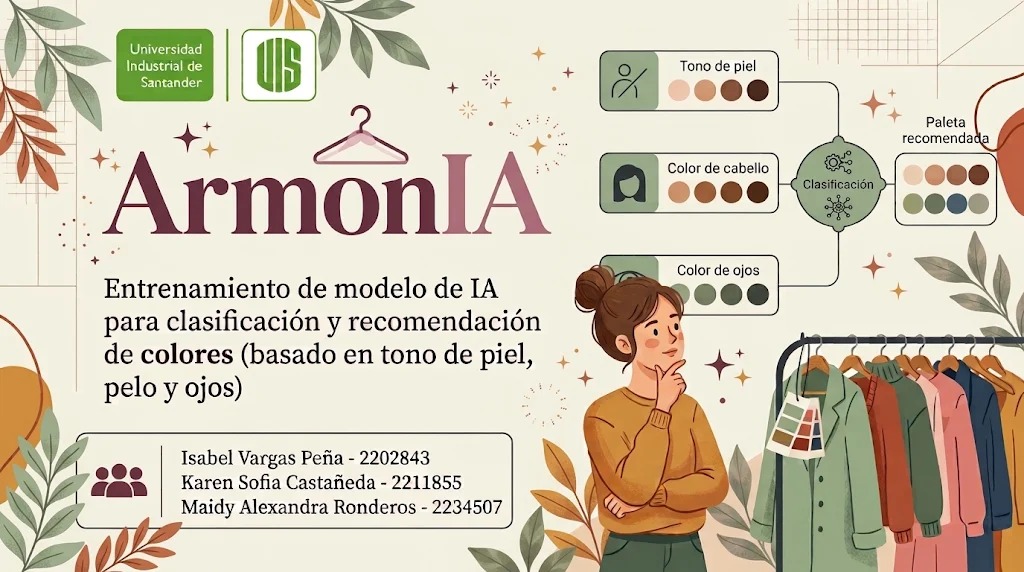 Universidad
Industrial de
Santander
UIS
ArmonIA
Entrenamiento de modelo de IA
para clasificación y recomendación
de colores (basado en tono de piel,
pelo y ojos)
Isabel Vargas Peña - 2202843
Karen Sofia Castañeda - 2211855
Maidy Alexandra Ronderos - 2234507
Tono de piel
Color de cabello
Color de ojos
Clasificación
Paleta
recomendada